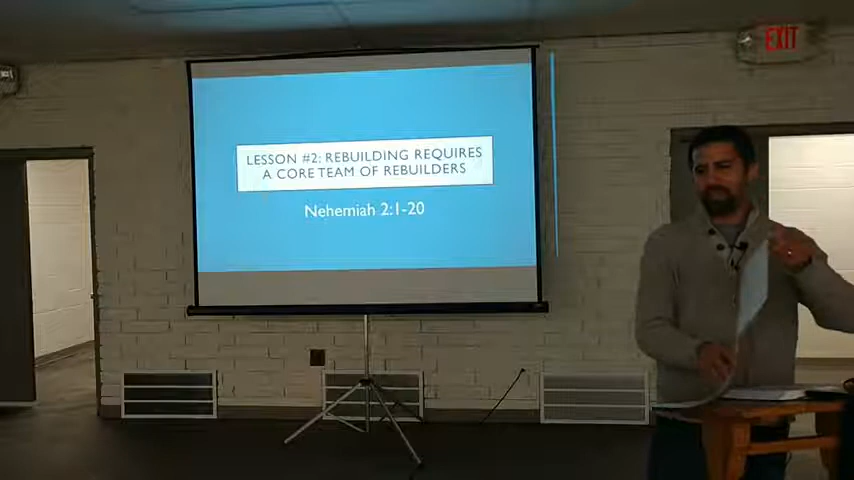 EXIT
LESSON #2: REBUILDING REQUIRES
A CORE TEAM OF REBUILDERS
Nehemiah 2:1-20